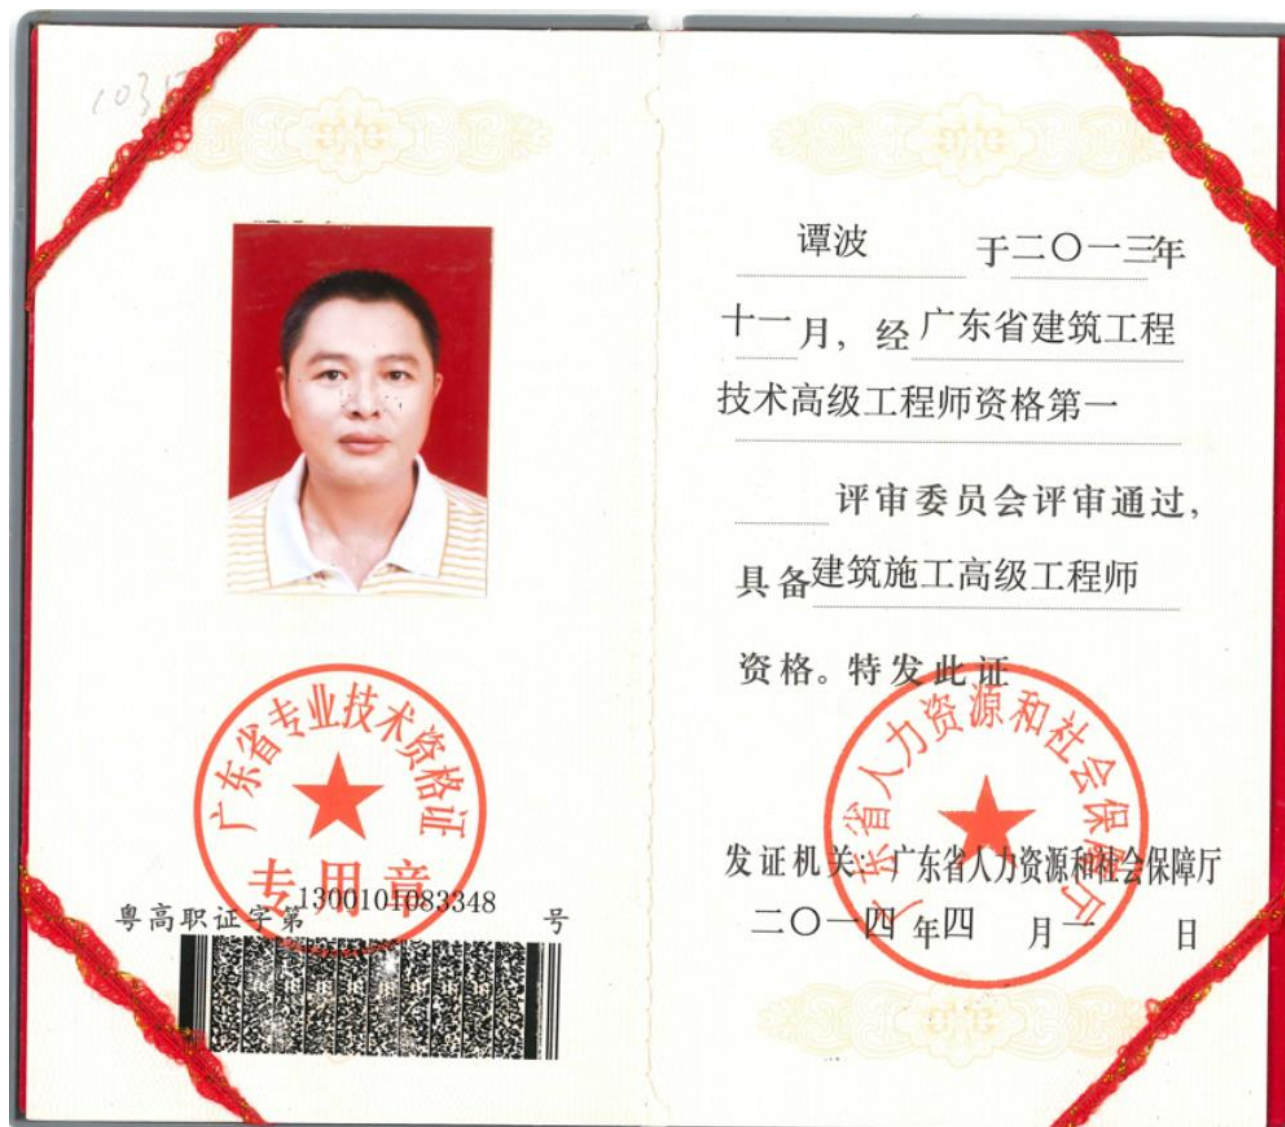 广东省专业技术资格证
专用章
粤高职证字第1300101083348号
谭波 于二〇一三年
十一月，经广东省建筑工程
技术高级工程师资格第一
评审委员会评审通过，
具备建筑施工高级工程师
资格。特发此证
广东省人力资源和社会保障厅
发证机关：广东省人力资源和社会保障厅
二〇一四年四月一日